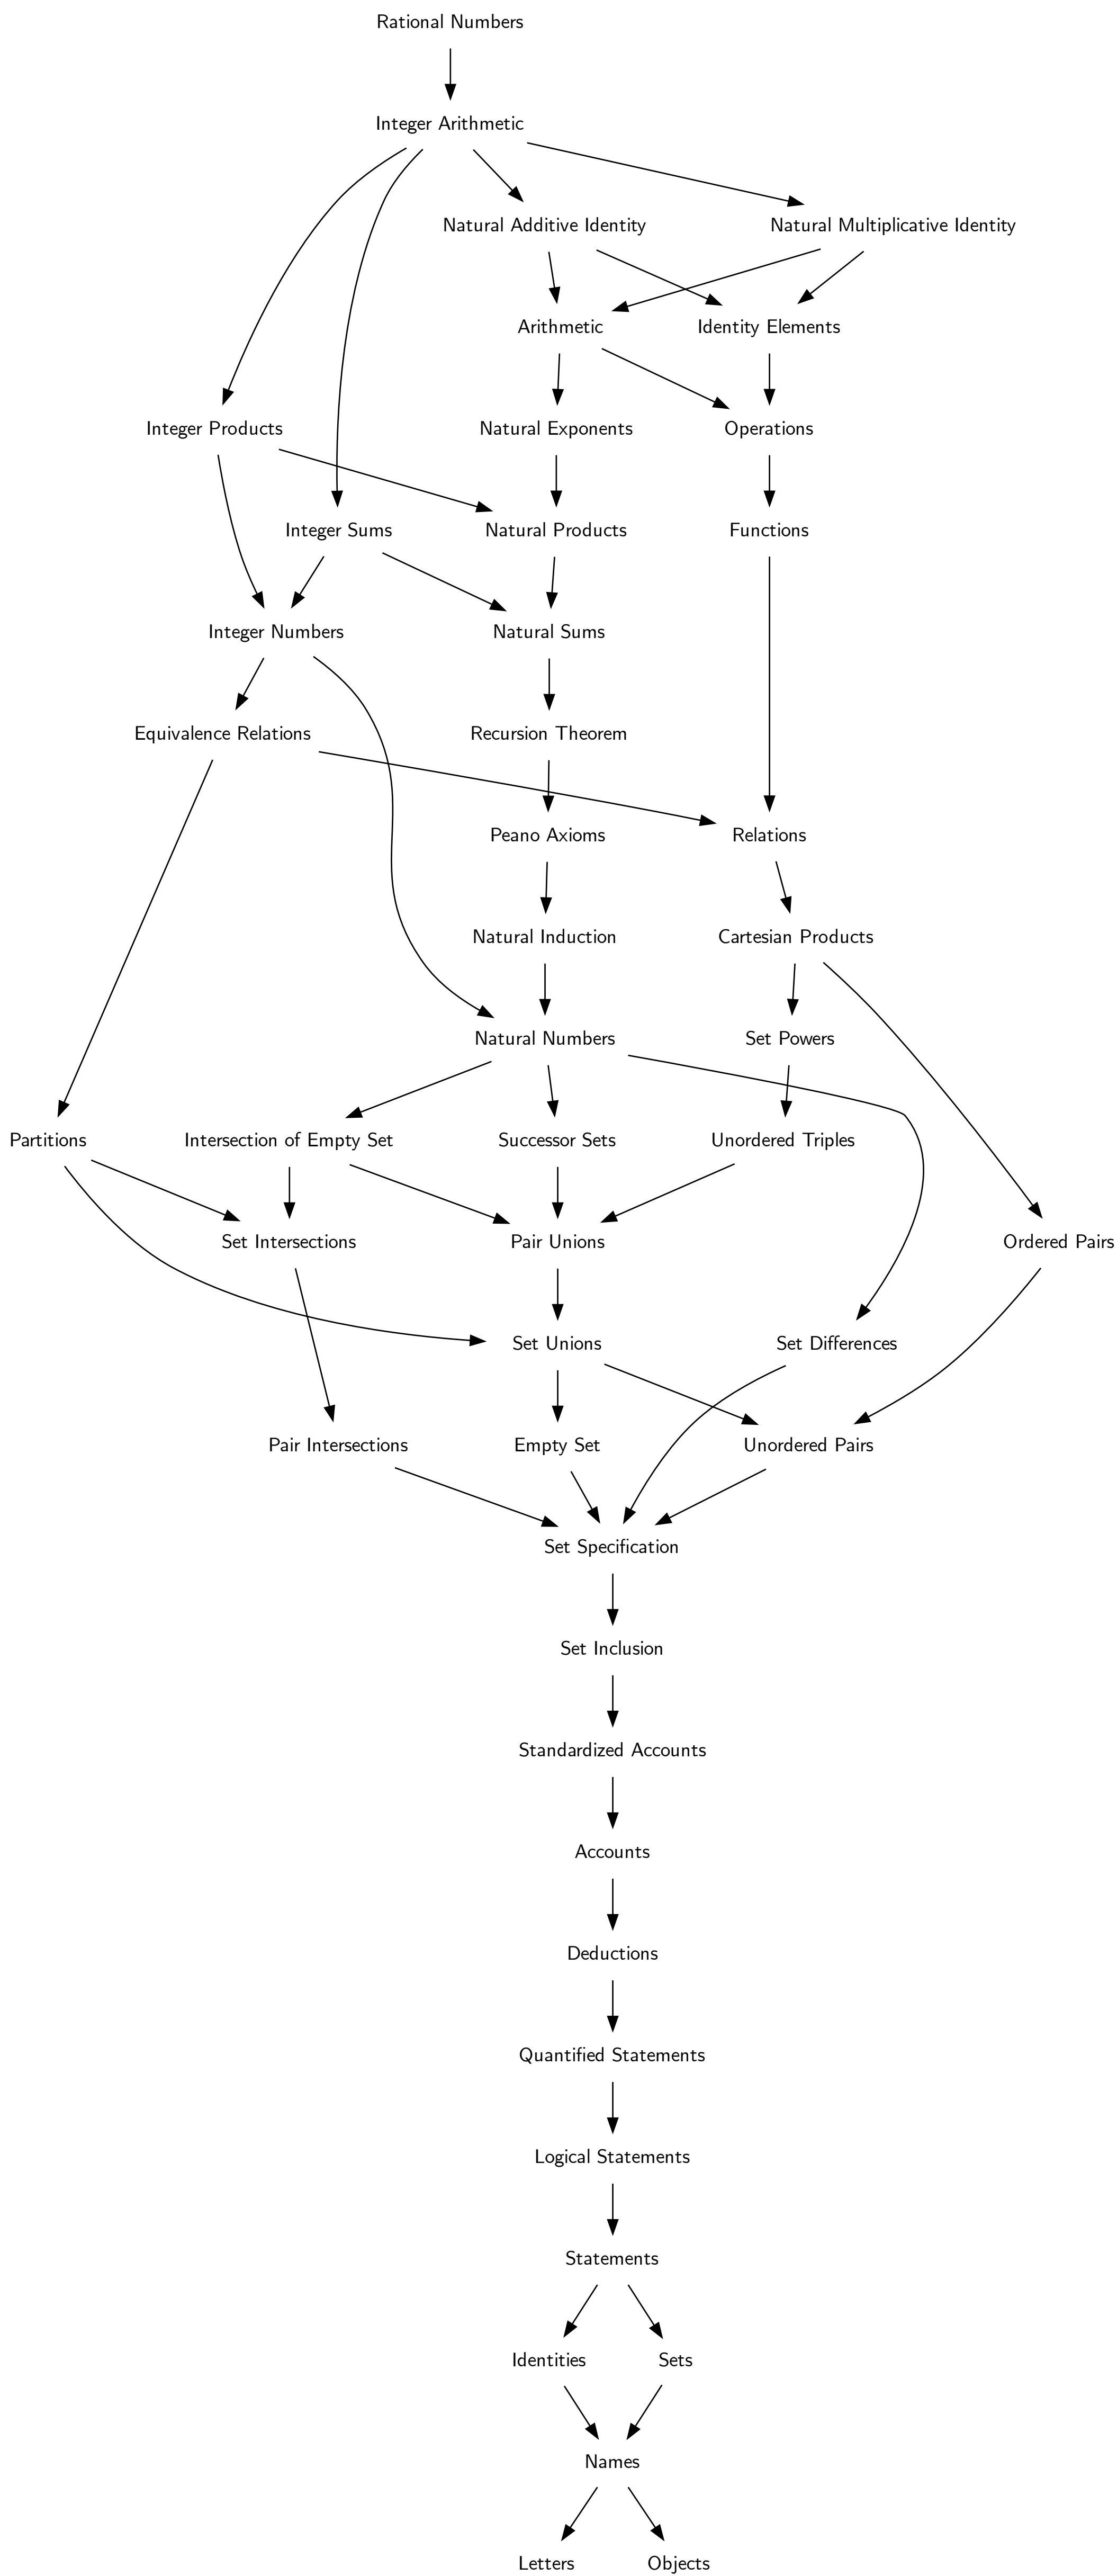 Rational Numbers
Integer Arithmetic
Natural Additive Identity
Natural Multiplicative Identity
Arithmetic
Identity Elements
Integer Products
Natural Exponents
Operations
Integer Sums
Natural Products
Functions
Integer Numbers
Natural Sums
Equivalence Relations
Recursion Theorem
Peano Axioms
Relations
Natural Induction
Cartesian Products
Natural Numbers
Set Powers
Partitions
Intersection of Empty Set
Successor Sets
Unordered Triples
Set Intersections
Pair Unions
Ordered Pairs
Set Unions
Set Differences
Pair Intersections
Empty Set
Unordered Pairs
Set Specification
Set Inclusion
Standardized Accounts
Accounts
Deductions
Quantified Statements
Logical Statements
Statements
Identities
Sets
Names
Letters
Objects